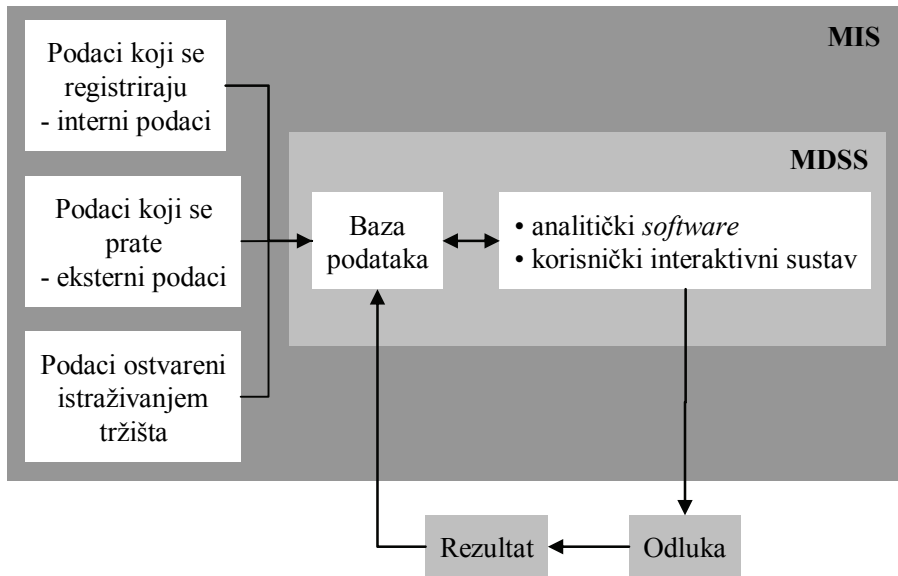 MIS
Podaci koji se
registriraju
- interni podaci
MDSS
Podaci koji se
prate
- eksterni podaci
Baza
podataka
• analitički software
• korisnički interaktivni sustav
Podaci ostvareni
istraživanjem
tržišta
Rezultat
Odluka